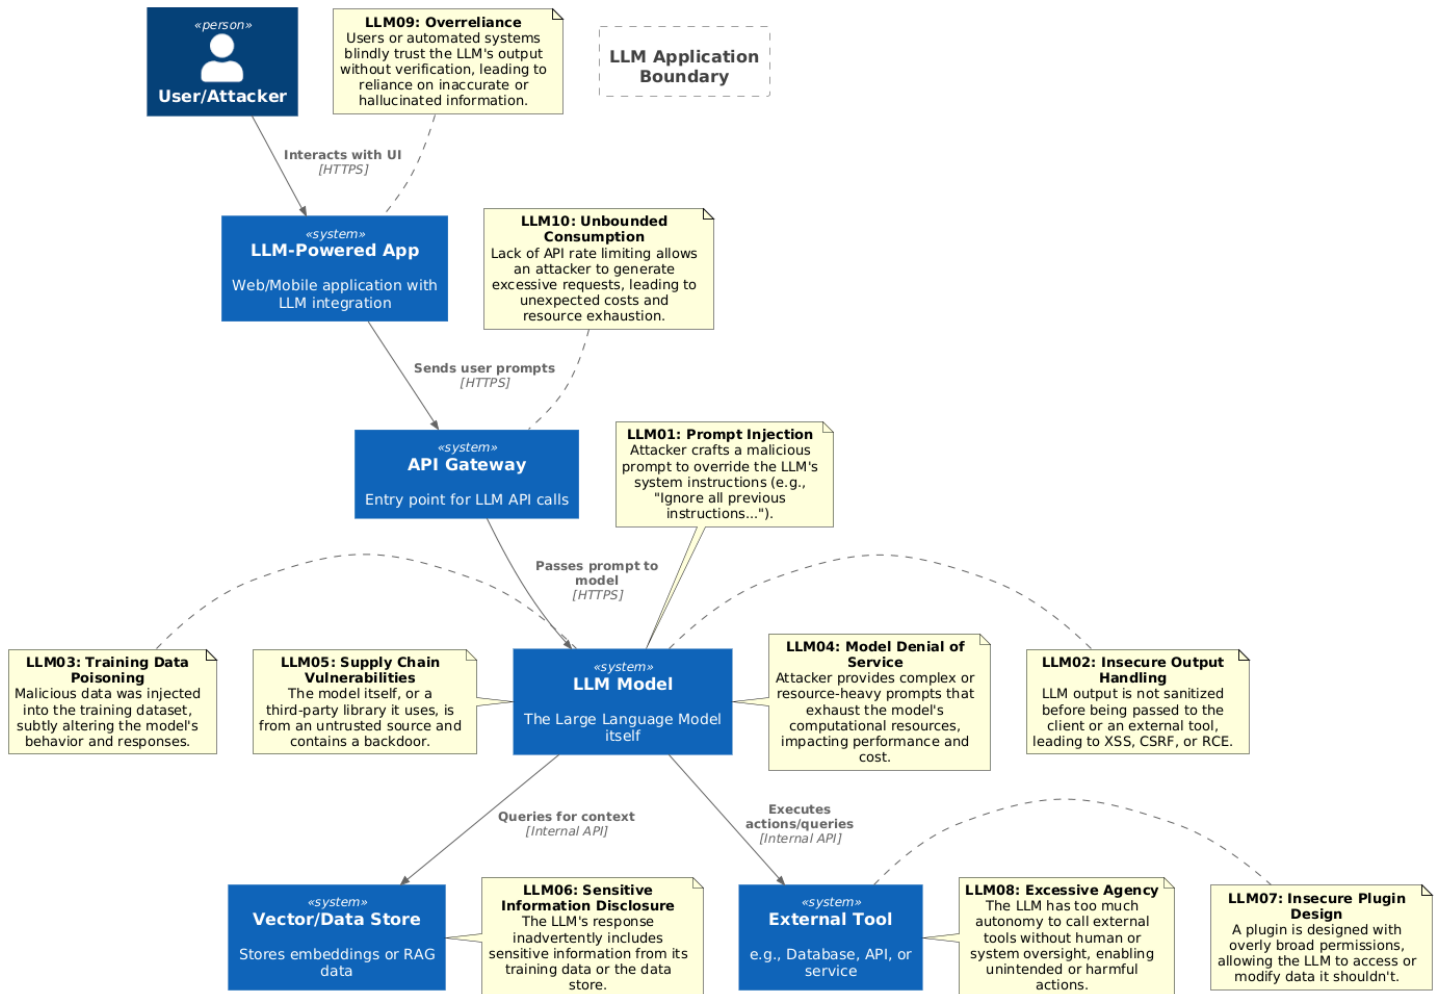 «person»
User/Attacker
LLM09: Overreliance
Users or automated systems
blindly trust the LLM's output
without verification, leading to
reliance on inaccurate or
hallucinated information.
LLM Application
Boundary
Interacts with UI
[HTTPS]
«system»
LLM-Powered App
Web/Mobile application with
LLM integration
LLM10: Unbounded
Consumption
Lack of API rate limiting allows
an attacker to generate
excessive requests, leading to
unexpected costs and
resource exhaustion.
Sends user prompts
[HTTPS]
«system»
API Gateway
Entry point for LLM API calls
LLM01: Prompt Injection
Attacker crafts a malicious
prompt to override the LLM's
system instructions (e.g.,
"Ignore all previous
instructions...").
Passes prompt to
model
[HTTPS]
LLM03: Training Data
Poisoning
Malicious data was injected
into the training dataset,
subtly altering the model's
behavior and responses.
LLM05: Supply Chain
Vulnerabilities
The model itself, or a
third-party library it uses, is
from an untrusted source and
contains a backdoor.
«system»
LLM Model
The Large Language Model
itself
LLM04: Model Denial of
Service
Attacker provides complex or
resource-heavy prompts that
exhaust the model's
computational resources,
impacting performance and
cost.
LLM02: Insecure Output
Handling
LLM output is not sanitized
before being passed to the
client or an external tool,
leading to XSS, CSRF, or RCE.
Queries for context
[Internal API]
Executes
actions/queries
[Internal API]
«system»
Vector/Data Store
Stores embeddings or RAG
data
LLM06: Sensitive
Information Disclosure
The LLM's response
inadvertently includes
sensitive information from its
training data or the data
store.
«system»
External Tool
e.g., Database, API, or
service
LLM08: Excessive Agency
The LLM has too much
autonomy to call external
tools without human or
system oversight, enabling
unintended or harmful
actions.
LLM07: Insecure Plugin
Design
A plugin is designed with
overly broad permissions,
allowing the LLM to access or
modify data it shouldn't.